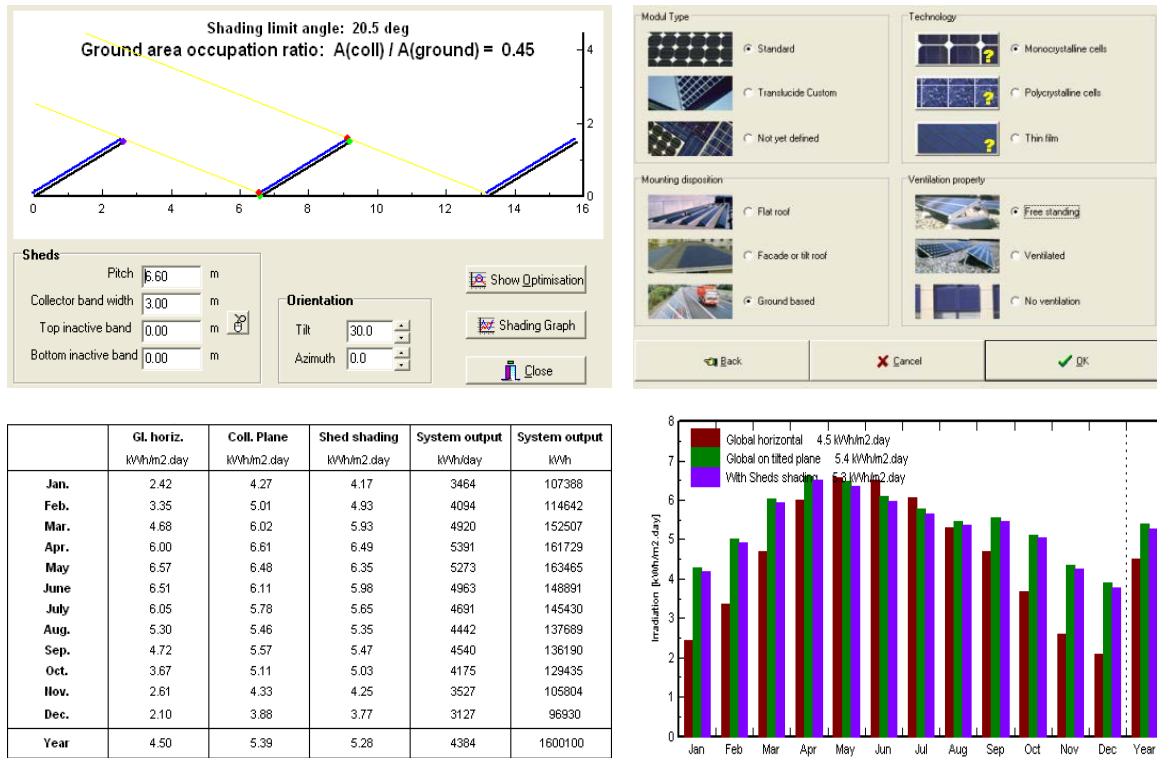 Shading limit angle: 20.5 deg
Ground area occupation ratio: A(coll) / A(ground) = 0.45
4
2
0
0 2 4 6 8 10 12 14 16
Sheds
Pitch 6.60 m
Collector band width 3.00 m
Top inactive band 0.00 m
Bottom inactive band 0.00 m
Orientation
Tilt 30.0
Azimuth 0.0
Show Optimisation
Shading Graph
Close
Modul Type
Standard
Translucide Custom
Not yet defined
Technology
Monocrystalline cells
?
Polycrystalline cells
?
Thin film
?
Mounting disposition
Flat roof
Facade or tilt roof
Ground based
Ventilation property
Free standing
Ventilated
No ventilation
Back Cancel OK
Gl. horiz. Coll. Plane Shed shading System output System output
kWh/m2.day kWh/m2.day kWh/m2.day kWh/day kWh
Jan. 2.42 4.27 4.17 3464 107388
Feb. 3.35 5.01 4.93 4094 114642
Mar. 4.68 6.02 5.93 4920 152507
Apr. 6.00 6.61 6.49 5391 161729
May 6.57 6.48 6.35 5273 163465
June 6.51 6.11 5.98 4963 148891
July 6.05 5.78 5.65 4691 145430
Aug. 5.30 5.46 5.35 4442 137689
Sep. 4.72 5.57 5.47 4540 136190
Oct. 3.67 5.11 5.03 4175 129435
Nov. 2.61 4.33 4.25 3527 105804
Dec. 2.10 3.88 3.77 3127 96930
Year 4.50 5.39 5.28 4384 1600100
Global horizontal 4.5 kWh/m2.day
Global on tilted plane 5.4 kWh/m2.day
With Sheds shading 5.3 kWh/m2.day
Irradiation [kWh/m2.day]
8
7
6
5
4
3
2
1
0
Jan Feb Mar Apr May Jun Jul Aug Sep Oct Nov Dec Year